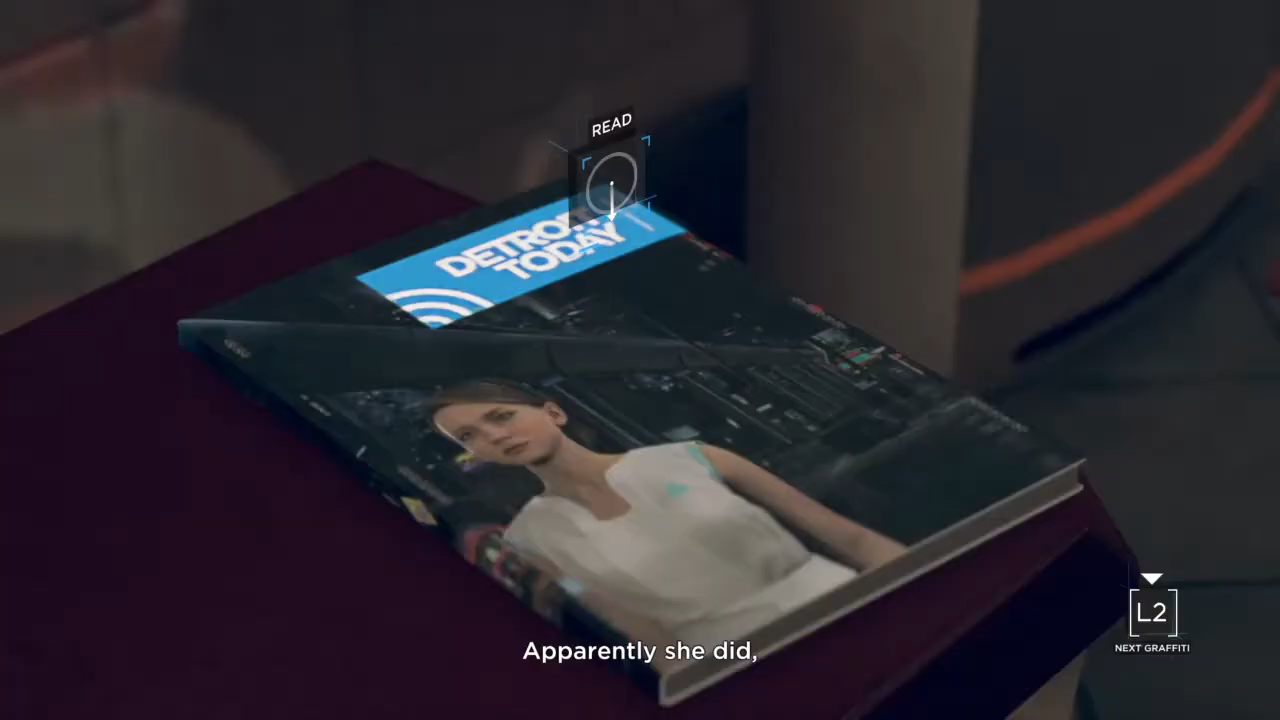 READ
DETROIT
TODAY
L2
NEXT GRAFFITI
Apparently she did,